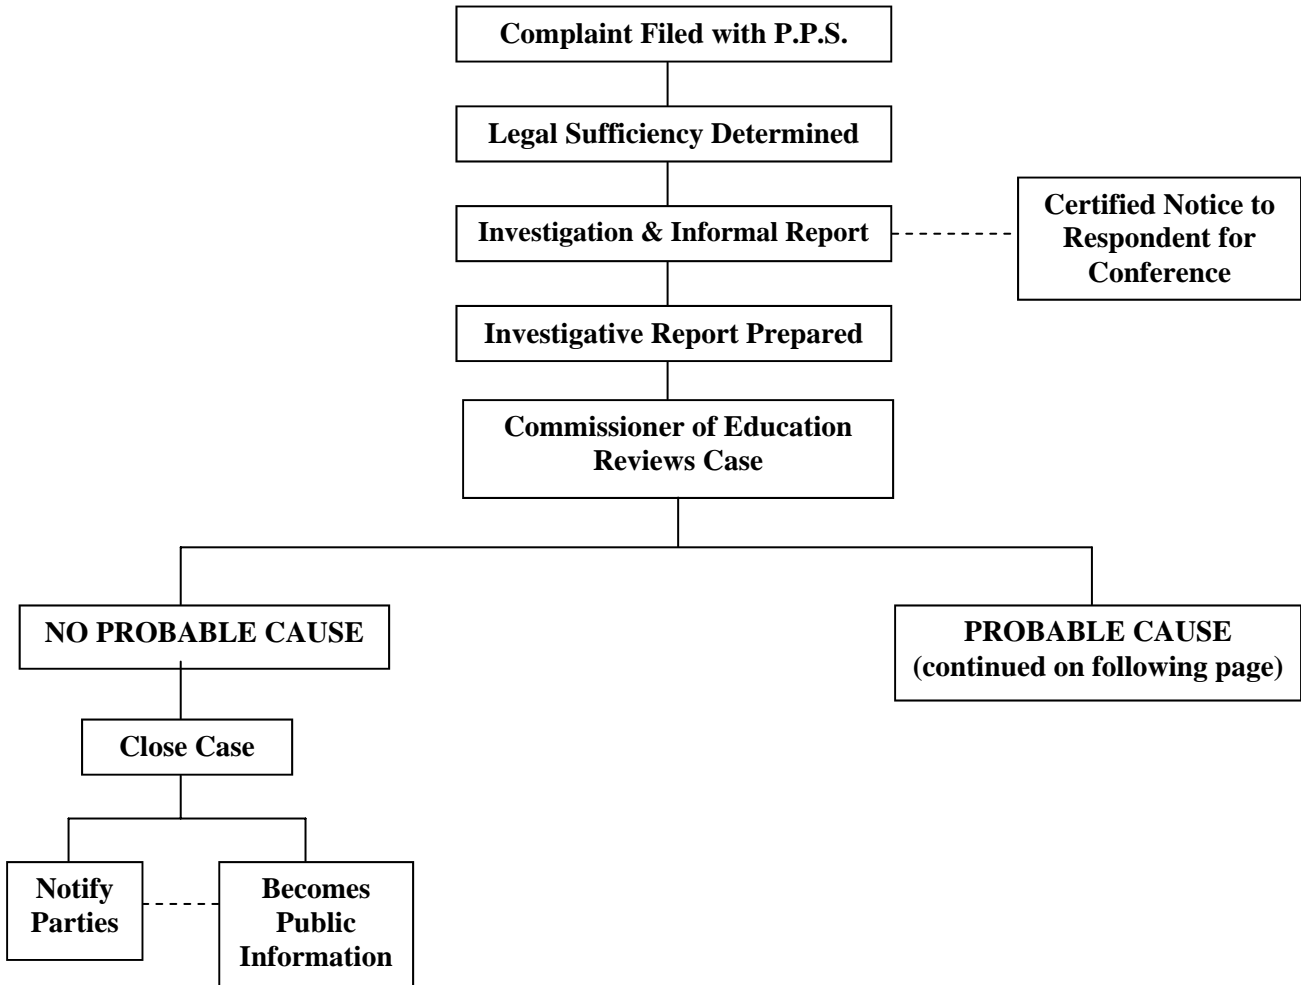 Complaint Filed with P.P.S.
Legal Sufficiency Determined
Investigation & Informal Report
Certified Notice to
Respondent for
Conference
Investigative Report Prepared
Commissioner of Education
Reviews Case
NO PROBABLE CAUSE
PROBABLE CAUSE
(continued on following page)
Close Case
Notify
Parties
Becomes
Public
Information